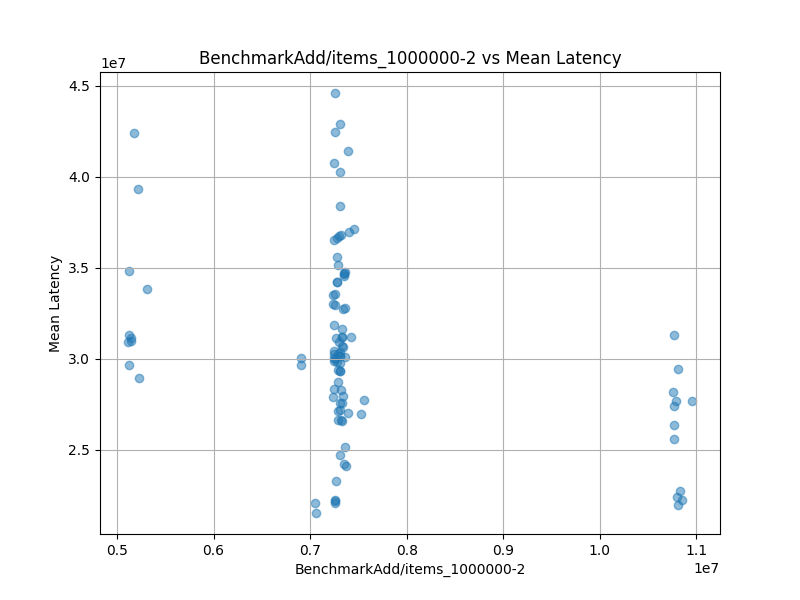 BenchmarkAdd/items_1000000-2 vs Mean Latency
1e7
4.5
4.0
3.5
3.0
2.5
Mean Latency
0.5 0.6 0.7 0.8 0.9 1.0 1.1
BenchmarkAdd/items_1000000-2
1e7